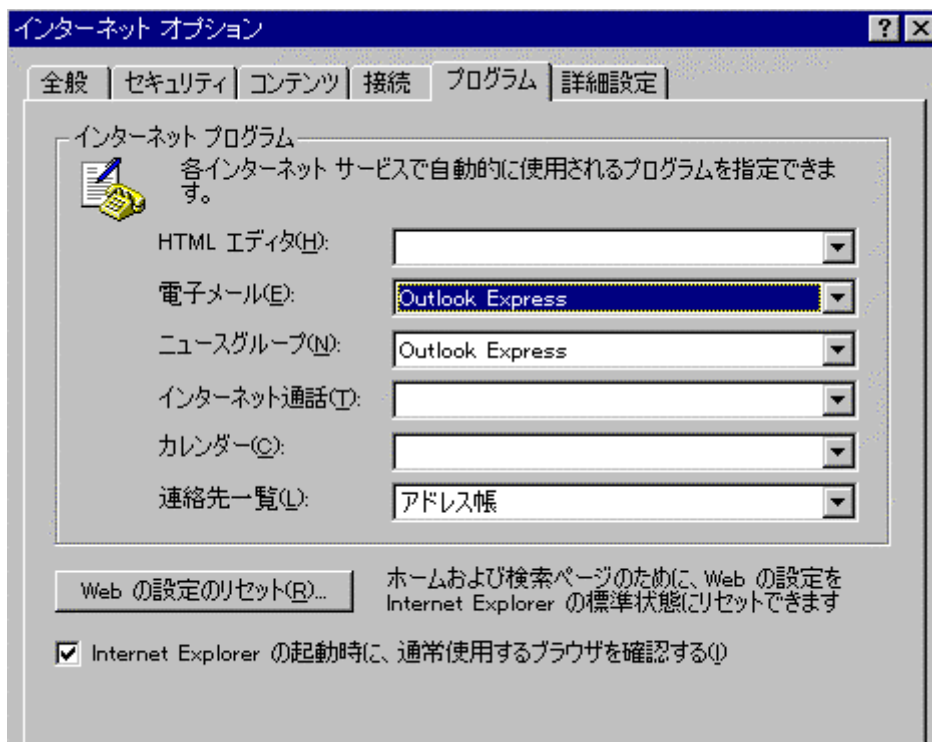 インターネット オプション
全般
セキュリティ
コンテンツ
接続
プログラム
詳細設定
インターネット プログラム
各インターネット サービスで自動的に使用されるプログラムを指定できま
す。
HTML エディタ(H):
電子メール(E): Outlook Express
ニュースグループ(N): Outlook Express
インターネット通話(T):
カレンダー(C):
連絡先一覧(L): アドレス帳
Web の設定のリセット(R)...
ホームおよび検索ページのために、Web の設定を
Internet Explorer の標準状態にリセットできます
Internet Explorer の起動時に、通常使用するブラウザを確認する(I)